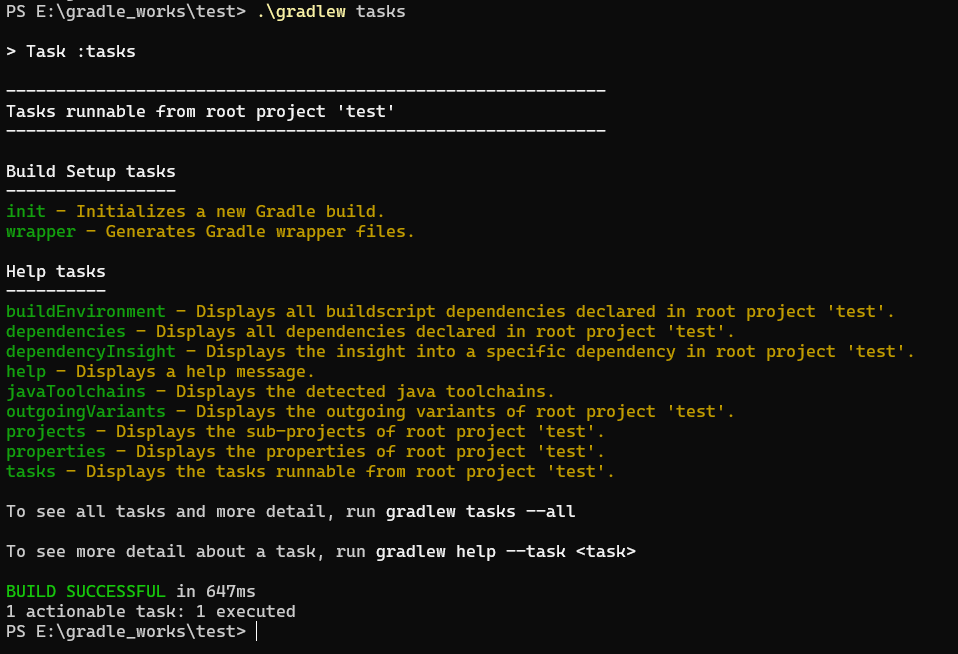 PS E:\gradle_works\test> .\gradlew tasks
> Task :tasks
------------------------------------------------------------
Tasks runnable from root project 'test'
------------------------------------------------------------
Build Setup tasks
-----------------
init - Initializes a new Gradle build.
wrapper - Generates Gradle wrapper files.
Help tasks
----------
buildEnvironment - Displays all buildscript dependencies declared in root project 'test'.
dependencies - Displays all dependencies declared in root project 'test'.
dependencyInsight - Displays the insight into a specific dependency in root project 'test'.
help - Displays a help message.
javaToolchains - Displays the detected java toolchains.
outgoingVariants - Displays the outgoing variants of root project 'test'.
projects - Displays the sub-projects of root project 'test'.
properties - Displays the properties of root project 'test'.
tasks - Displays the tasks runnable from root project 'test'.
To see all tasks and more detail, run gradlew tasks --all
To see more detail about a task, run gradlew help --task <task>
BUILD SUCCESSFUL in 647ms
1 actionable task: 1 executed
PS E:\gradle_works\test>